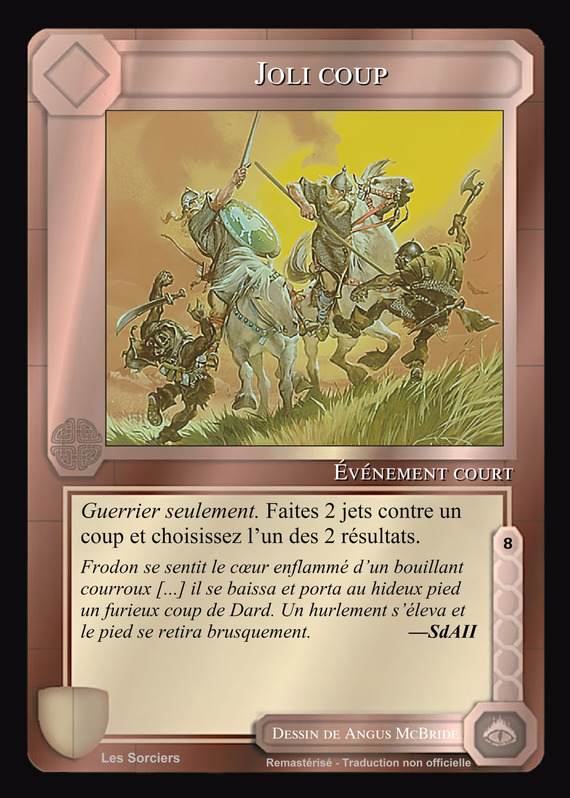 Joli coup
Événement court
Guerrier seulement. Faites 2 jets contre un
coup et choisissez l'un des 2 résultats.
8
Frodon se sentit le cœur enflammé d'un bouillant
courroux [...] il se baissa et porta au hideux pied
un furieux coup de Dard. Un hurlement s'éleva et
le pied se retira brusquement. —SdAII
Dessin de Angus McBride
Les Sorciers
Remastérisé - Traduction non officielle